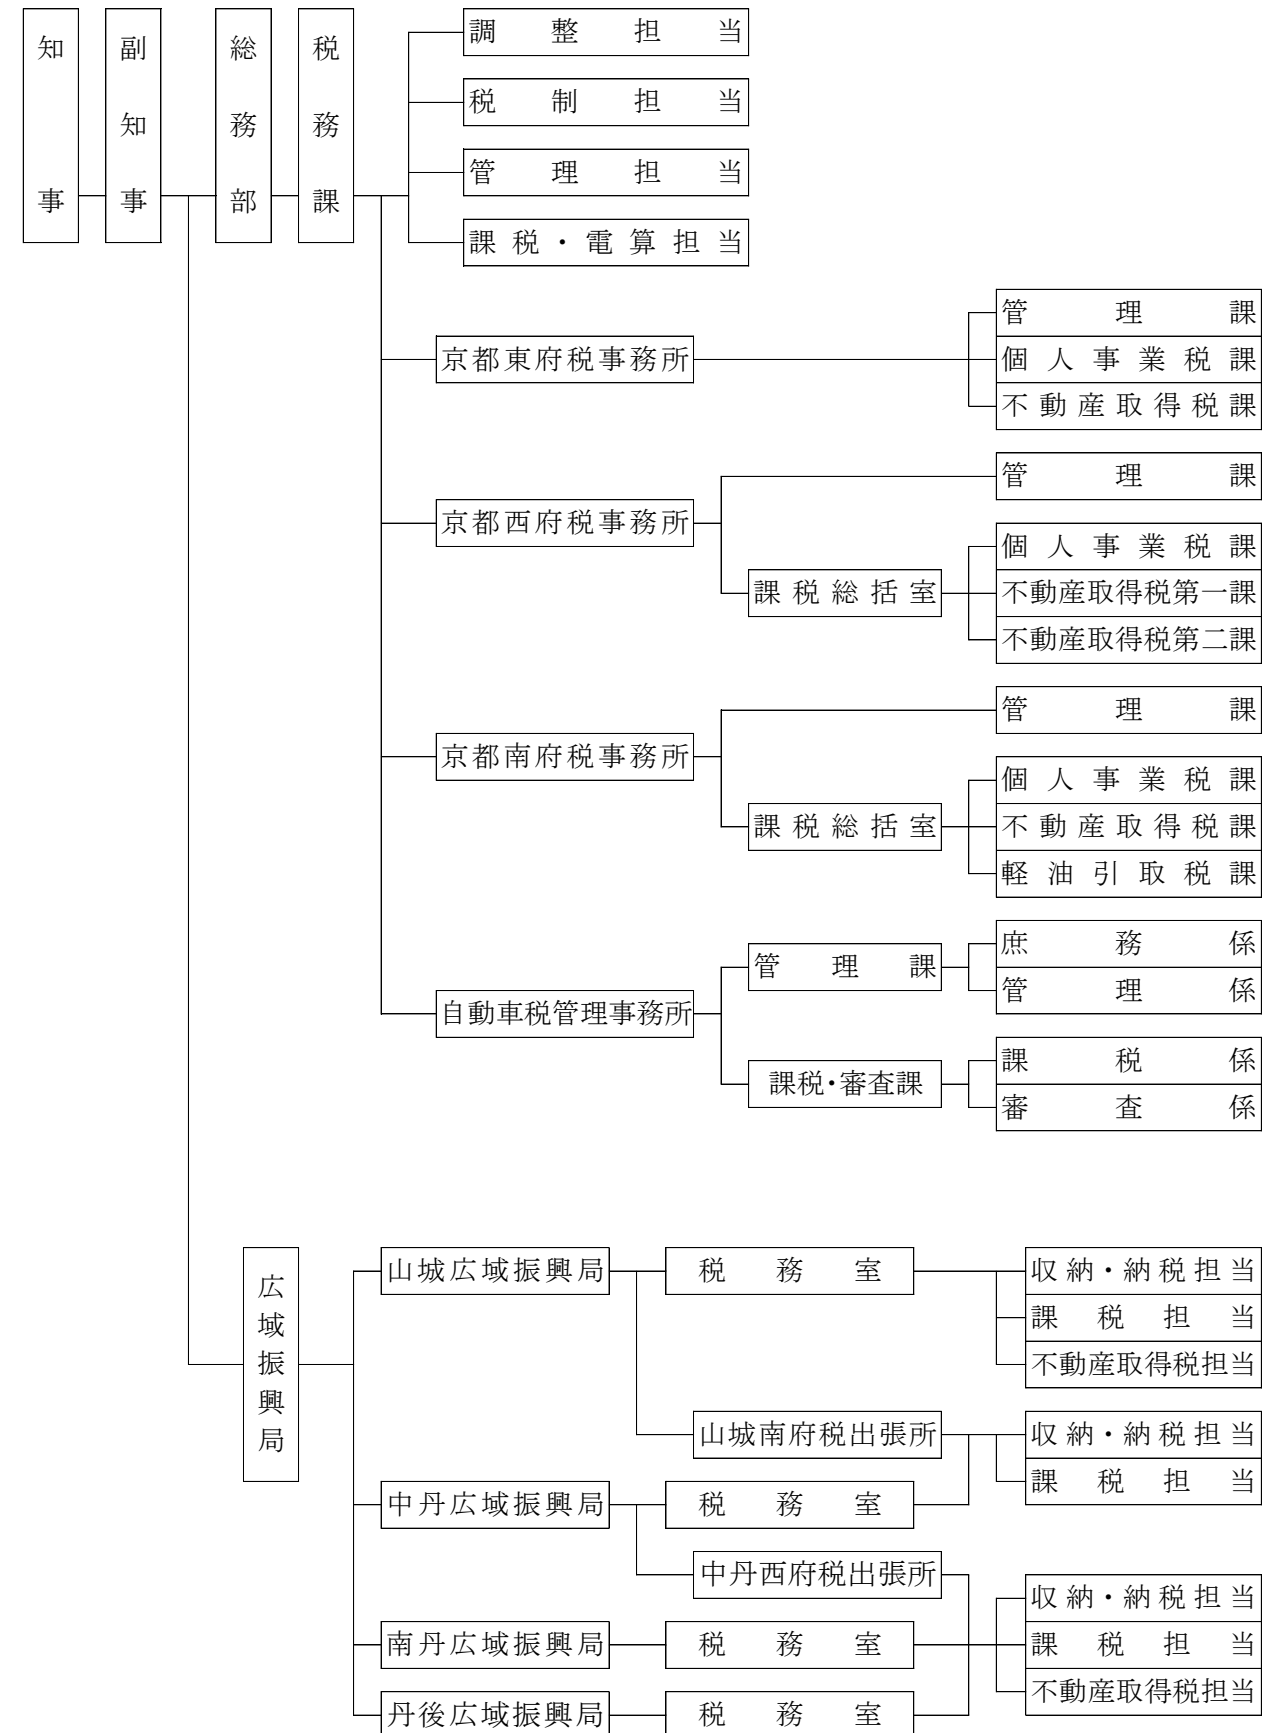 知事
副知事
総務部
税務課
調整担当
税制担当
管理担当
課税・電算担当
京都東府税事務所
管理課
個人事業税課
不動産取得税課
京都西府税事務所
管理課
課税総括室
個人事業税課
不動産取得税第一課
不動産取得税第二課
京都南府税事務所
管理課
課税総括室
個人事業税課
不動産取得税課
軽油引取税課
自動車税管理事務所
管理課
庶務係
管理係
課税・審査課
課税係
審査係
広域振興局
山城広域振興局
税務室
収納・納税担当
課税担当
不動産取得税担当
山城南府税出張所
収納・納税担当
課税担当
中丹広域振興局
税務室
中丹西府税出張所
収納・納税担当
課税担当
不動産取得税担当
南丹広域振興局
税務室
丹後広域振興局
税務室